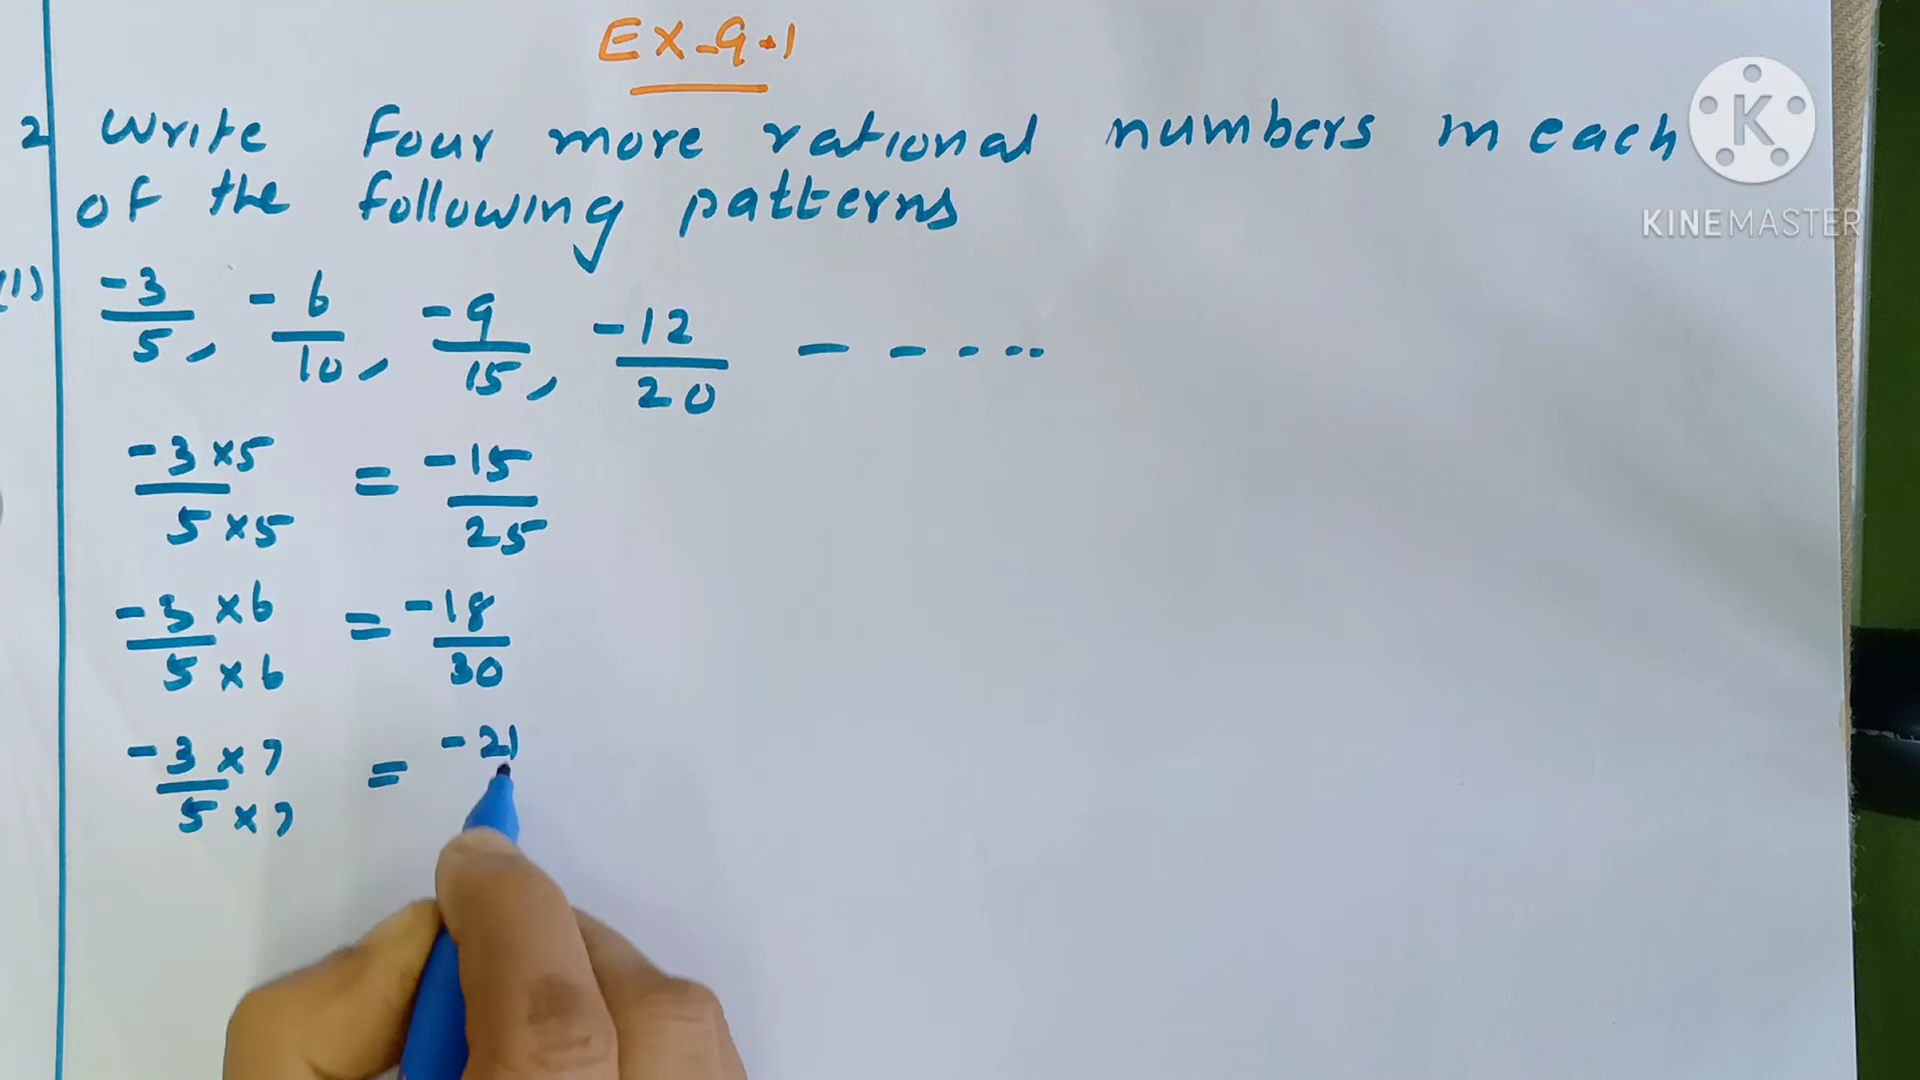 Ex-9.1
2 Write four more rational numbers in each
of the following patterns
(1) -3/5, -6/10, -9/15, -12/20 - - - - -
-3×5/5×5 = -15/25
-3×6/5×6 = -18/30
-3×7/5×7 = -21
K
KINEMASTER